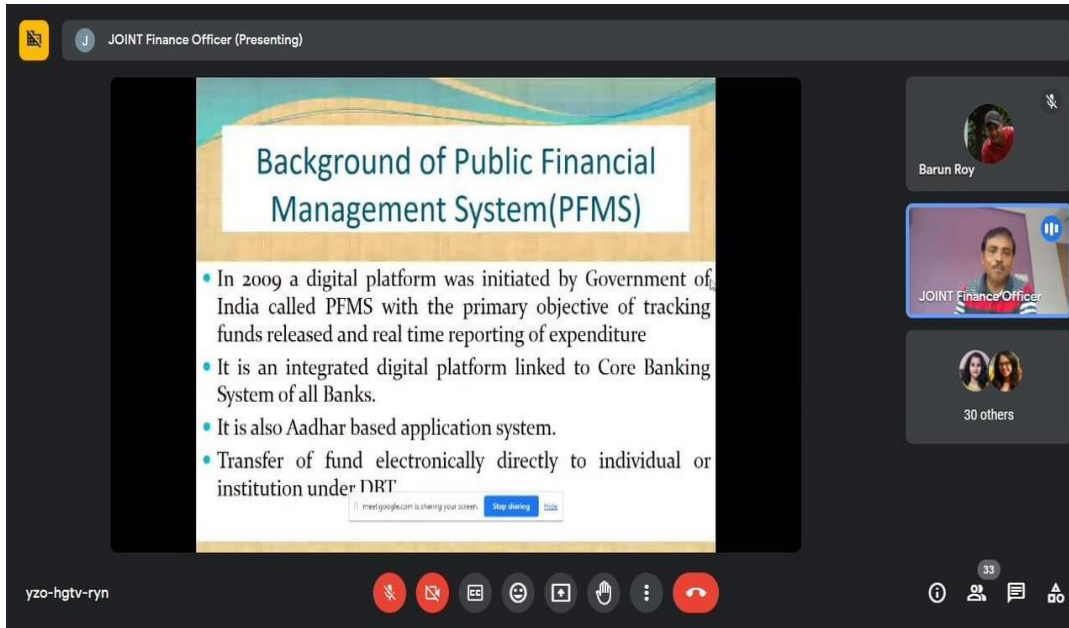 J JOINT Finance Officer (Presenting)
Background of Public Financial
Management System(PFMS)
• In 2009 a digital platform was initiated by Government of
India called PFMS with the primary objective of tracking
funds released and real time reporting of expenditure
• It is an integrated digital platform linked to Core Banking
System of all Banks.
• It is also Aadhar based application system.
• Transfer of fund electronically directly to individual or
institution under DBT
meet.google.com is sharing your screen. Stop sharing Hide
Barun Roy
JOINT Finance Officer
30 others
yzo-hgtv-ryn
CC
33